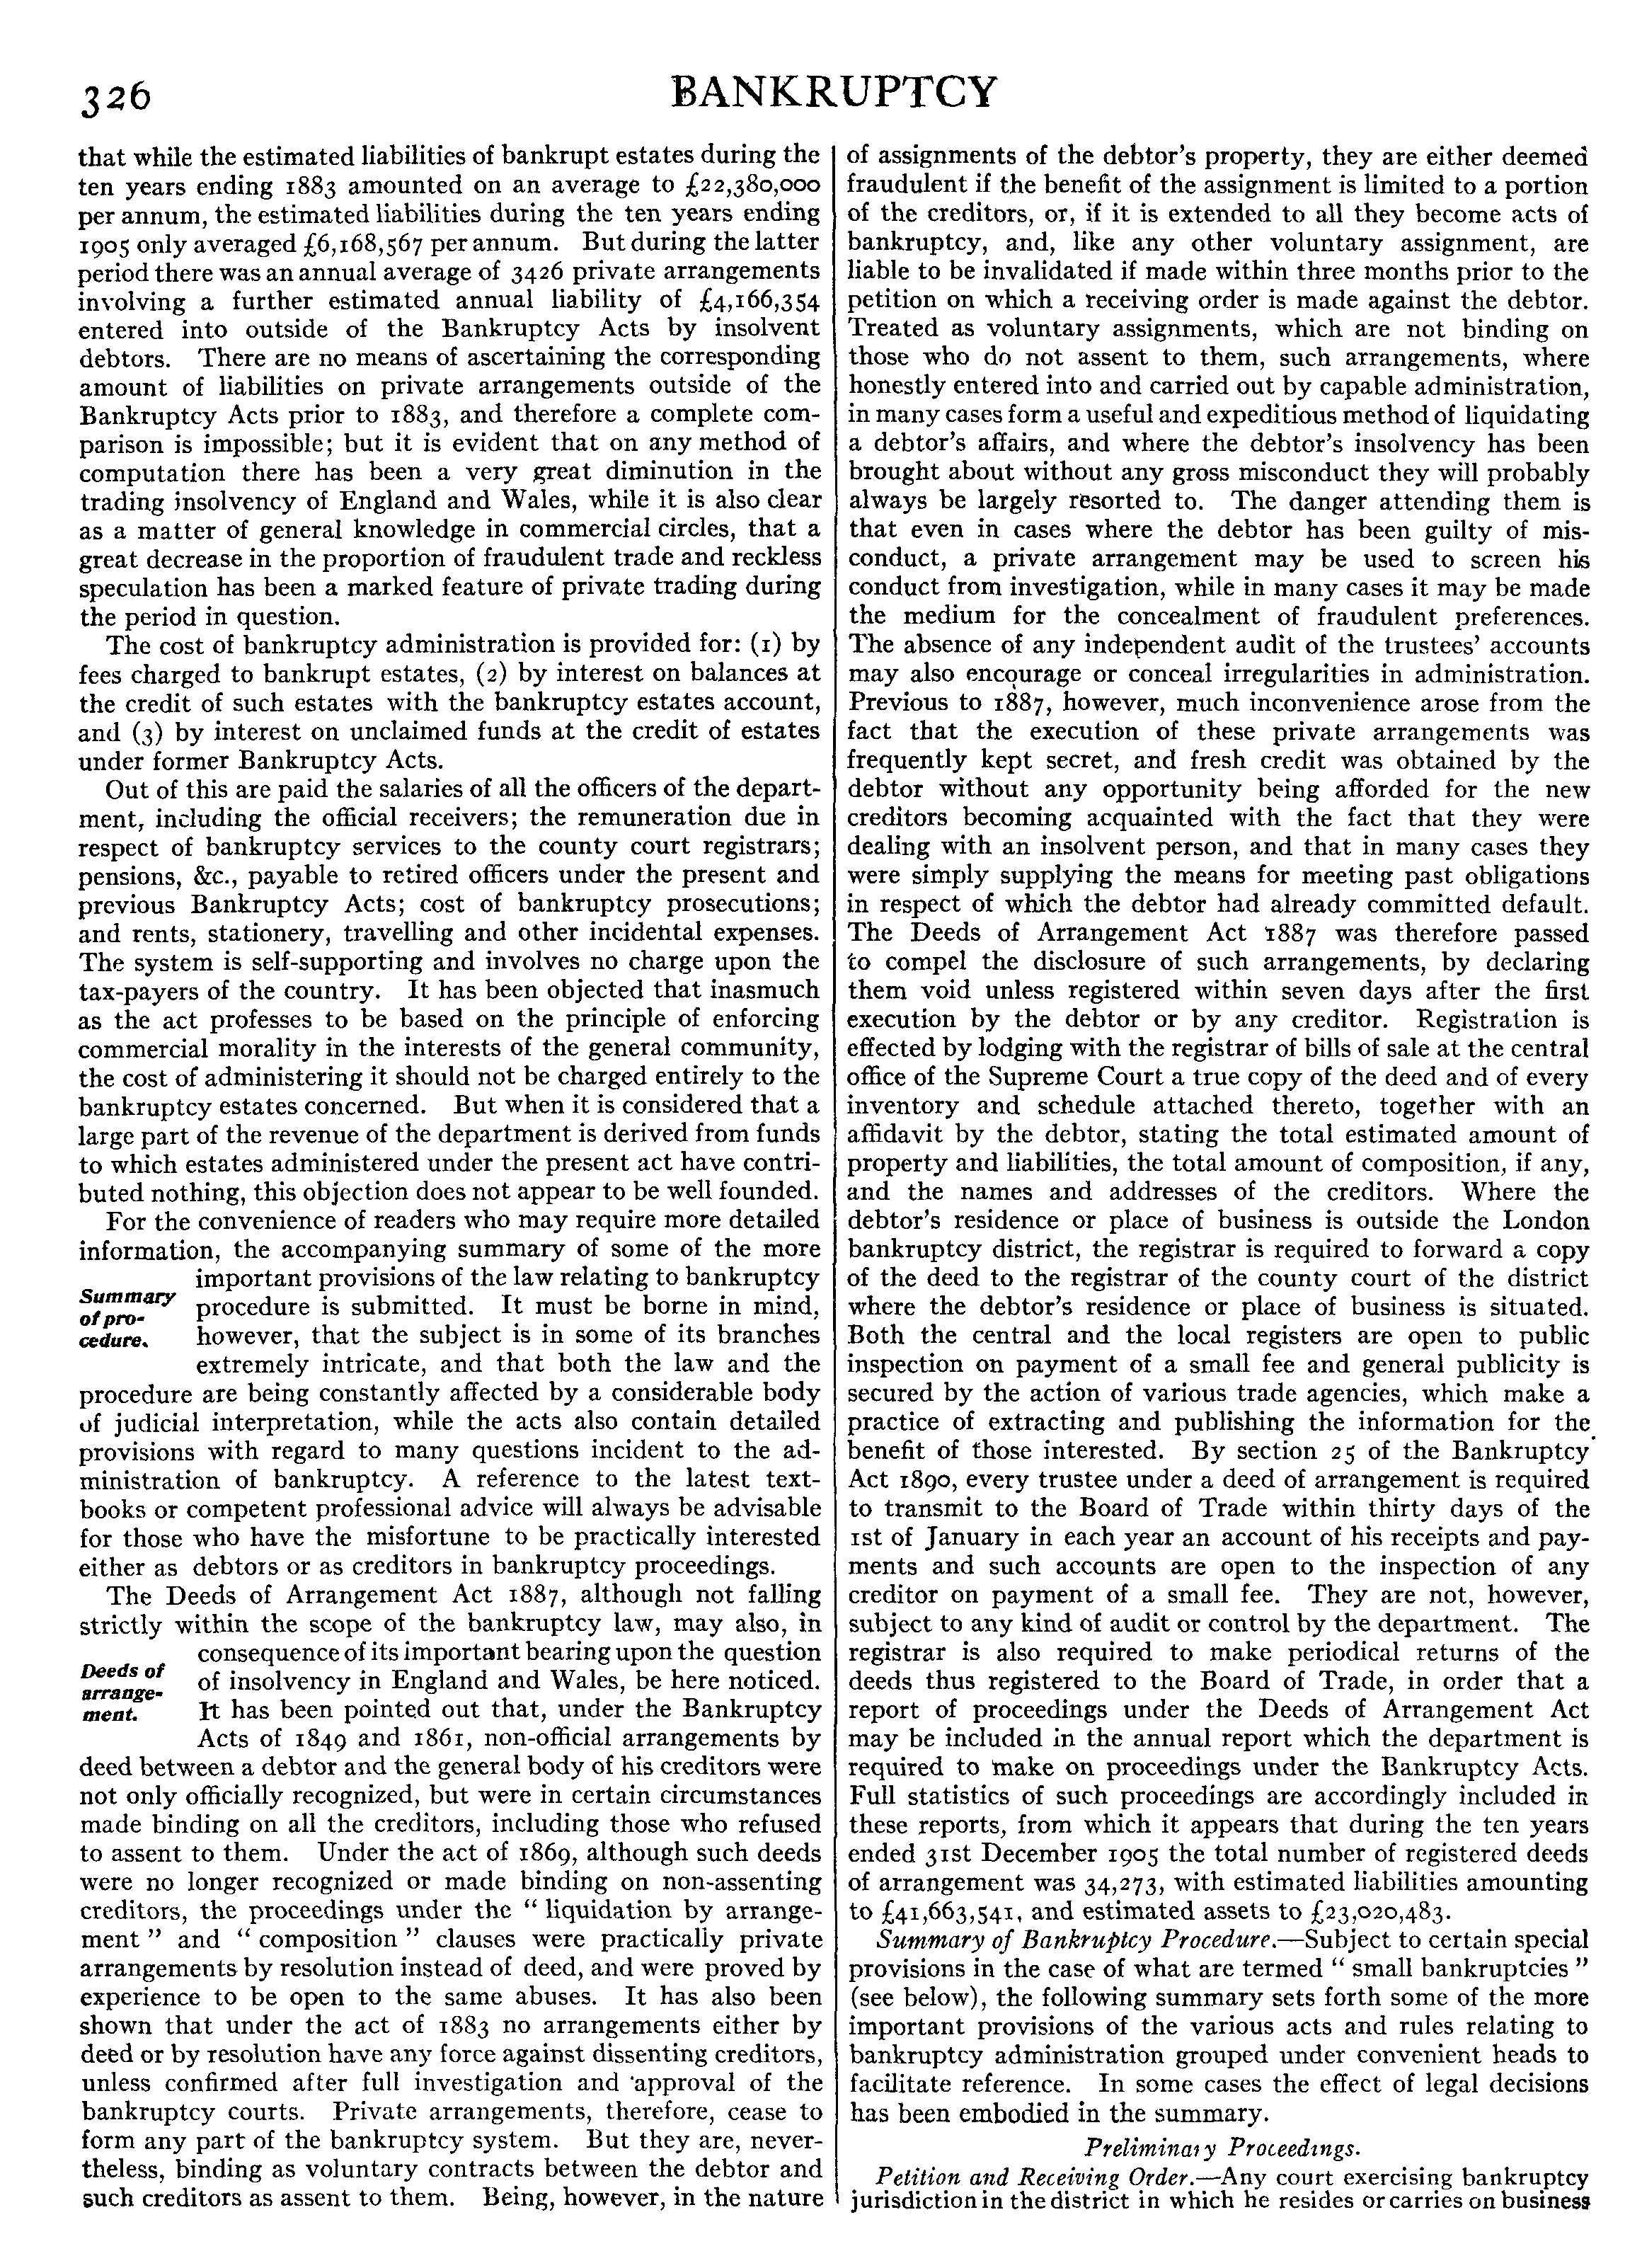 326
BANKRUPTCY
that while the estimated liabilities of bankrupt estates during the
ten years ending 1883 amounted on an average to £22,380,000
per annum, the estimated liabilities during the ten years ending
1905 only averaged £6,168,567 per annum. But during the latter
period there was an annual average of 3426 private arrangements
involving a further estimated annual liability of £4,166,354
entered into outside of the Bankruptcy Acts by insolvent
debtors. There are no means of ascertaining the corresponding
amount of liabilities on private arrangements outside of the
Bankruptcy Acts prior to 1883, and therefore a complete com-
parison is impossible; but it is evident that on any method of
computation there has been a very great diminution in the
trading insolvency of England and Wales, while it is also clear
as a matter of general knowledge in commercial circles, that a
great decrease in the proportion of fraudulent trade and reckless
speculation has been a marked feature of private trading during
the period in question.
The cost of bankruptcy administration is provided for: (1) by
fees charged to bankrupt estates, (2) by interest on balances at
the credit of such estates with the bankruptcy estates account,
and (3) by interest on unclaimed funds at the credit of estates
under former Bankruptcy Acts.
Out of this are paid the salaries of all the officers of the depart-
ment, including the official receivers; the remuneration due in
respect of bankruptcy services to the county court registrars;
pensions, &c., payable to retired officers under the present and
previous Bankruptcy Acts; cost of bankruptcy prosecutions;
and rents, stationery, travelling and other incidental expenses.
The system is self-supporting and involves no charge upon the
tax-payers of the country. It has been objected that inasmuch
as the act professes to be based on the principle of enforcing
commercial morality in the interests of the general community,
the cost of administering it should not be charged entirely to the
bankruptcy estates concerned. But when it is considered that a
large part of the revenue of the department is derived from funds
to which estates administered under the present act have contri-
buted nothing, this objection does not appear to be well founded.
For the convenience of readers who may require more detailed
information, the accompanying summary of some of the more
important provisions of the law relating to bankruptcy
Summary
of pro-
cedure.
procedure is submitted. It must be borne in mind,
however, that the subject is in some of its branches
extremely intricate, and that both the law and the
procedure are being constantly affected by a considerable body
of judicial interpretation, while the acts also contain detailed
provisions with regard to many questions incident to the ad-
ministration of bankruptcy. A reference to the latest text-
books or competent professional advice will always be advisable
for those who have the misfortune to be practically interested
either as debtors or as creditors in bankruptcy proceedings.
The Deeds of Arrangement Act 1887, although not falling
strictly within the scope of the bankruptcy law, may also, in
consequence of its important bearing upon the question
Deeds of
arrange-
ment.
of insolvency in England and Wales, be here noticed.
It has been pointed out that, under the Bankruptcy
Acts of 1849 and 1861, non-official arrangements by
deed between a debtor and the general body of his creditors were
not only officially recognized, but were in certain circumstances
made binding on all the creditors, including those who refused
to assent to them. Under the act of 1869, although such deeds
were no longer recognized or made binding on non-assenting
creditors, the proceedings under the “ liquidation by arrange-
ment ” and “ composition ” clauses were practically private
arrangements by resolution instead of deed, and were proved by
experience to be open to the same abuses. It has also been
shown that under the act of 1883 no arrangements either by
deed or by resolution have any force against dissenting creditors,
unless confirmed after full investigation and approval of the
bankruptcy courts. Private arrangements, therefore, cease to
form any part of the bankruptcy system. But they are, never-
theless, binding as voluntary contracts between the debtor and
such creditors as assent to them. Being, however, in the nature
of assignments of the debtor's property, they are either deemed
fraudulent if the benefit of the assignment is limited to a portion
of the creditors, or, if it is extended to all they become acts of
bankruptcy, and, like any other voluntary assignment, are
liable to be invalidated if made within three months prior to the
petition on which a receiving order is made against the debtor.
Treated as voluntary assignments, which are not binding on
those who do not assent to them, such arrangements, where
honestly entered into and carried out by capable administration,
in many cases form a useful and expeditious method of liquidating
a debtor's affairs, and where the debtor's insolvency has been
brought about without any gross misconduct they will probably
always be largely resorted to. The danger attending them is
that even in cases where the debtor has been guilty of mis-
conduct, a private arrangement may be used to screen his
conduct from investigation, while in many cases it may be made
the medium for the concealment of fraudulent preferences.
The absence of any independent audit of the trustees' accounts
may also encourage or conceal irregularities in administration.
Previous to 1887, however, much inconvenience arose from the
fact that the execution of these private arrangements was
frequently kept secret, and fresh credit was obtained by the
debtor without any opportunity being afforded for the new
creditors becoming acquainted with the fact that they were
dealing with an insolvent person, and that in many cases they
were simply supplying the means for meeting past obligations
in respect of which the debtor had already committed default.
The Deeds of Arrangement Act 1887 was therefore passed
to compel the disclosure of such arrangements, by declaring
them void unless registered within seven days after the first
execution by the debtor or by any creditor. Registration is
effected by lodging with the registrar of bills of sale at the central
office of the Supreme Court a true copy of the deed and of every
inventory and schedule attached thereto, together with an
affidavit by the debtor, stating the total estimated amount of
property and liabilities, the total amount of composition, if any,
and the names and addresses of the creditors. Where the
debtor's residence or place of business is outside the London
bankruptcy district, the registrar is required to forward a copy
of the deed to the registrar of the county court of the district
where the debtor's residence or place of business is situated.
Both the central and the local registers are open to public
inspection on payment of a small fee and general publicity is
secured by the action of various trade agencies, which make a
practice of extracting and publishing the information for the
benefit of those interested. By section 25 of the Bankruptcy
Act 1890, every trustee under a deed of arrangement is required
to transmit to the Board of Trade within thirty days of the
1st of January in each year an account of his receipts and pay-
ments and such accounts are open to the inspection of any
creditor on payment of a small fee. They are not, however,
subject to any kind of audit or control by the department. The
registrar is also required to make periodical returns of the
deeds thus registered to the Board of Trade, in order that a
report of proceedings under the Deeds of Arrangement Act
may be included in the annual report which the department is
required to make on proceedings under the Bankruptcy Acts.
Full statistics of such proceedings are accordingly included in
these reports, from which it appears that during the ten years
ended 31st December 1905 the total number of registered deeds
of arrangement was 34,273, with estimated liabilities amounting
to £41,663,541, and estimated assets to £23,020,483.
Summary of Bankruptcy Procedure.—Subject to certain special
provisions in the case of what are termed “ small bankruptcies ”
(see below), the following summary sets forth some of the more
important provisions of the various acts and rules relating to
bankruptcy administration grouped under convenient heads to
facilitate reference. In some cases the effect of legal decisions
has been embodied in the summary.
Preliminary Proceedings.
Petition and Receiving Order.—Any court exercising bankruptcy
jurisdiction in the district in which he resides or carries on business